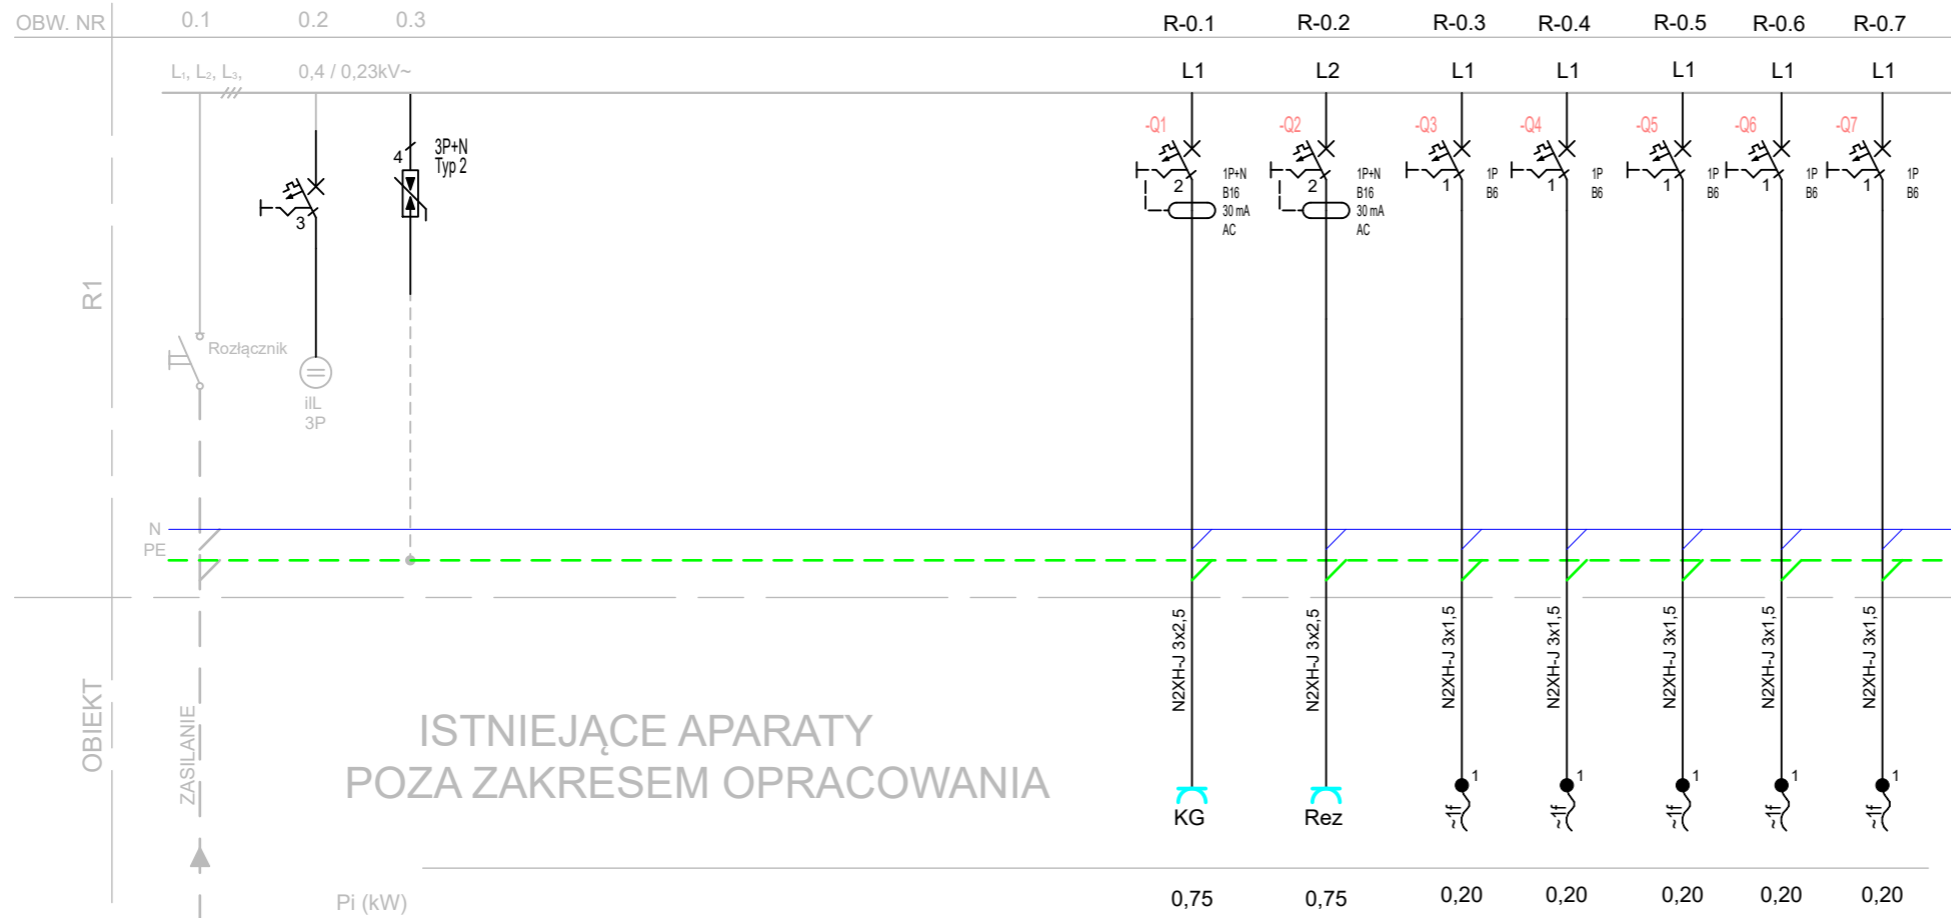 OBW. NR 0.1 0.2 0.3 R-0.1 R-0.2 R-0.3 R-0.4 R-0.5 R-0.6 R-0.7
L1, L2, L3, 0,4 / 0,23kV~ L1 L2 L1 L1 L1 L1 L1
-Q1 -Q2 -Q3 -Q4 -Q5 -Q6 -Q7
4 3P+N
Typ 2
3
2 1P+N
B16
30 mA
AC
2 1P+N
B16
30 mA
AC
1 1P
B6
1 1P
B6
1 1P
B6
1 1P
B6
1 1P
B6
R1
Rozłącznik
iIL
3P
N
PE
OBIEKT
ZASILANIE
ISTNIEJĄCE APARATY
POZA ZAKRESEM OPRACOWANIA
N2XH-J 3x2,5
N2XH-J 3x2,5
N2XH-J 3x1,5
N2XH-J 3x1,5
N2XH-J 3x1,5
N2XH-J 3x1,5
N2XH-J 3x1,5
1 1 1 1 1
~1f ~1f ~1f ~1f ~1f
KG Rez
Pi (kW) 0,75 0,75 0,20 0,20 0,20 0,20 0,20